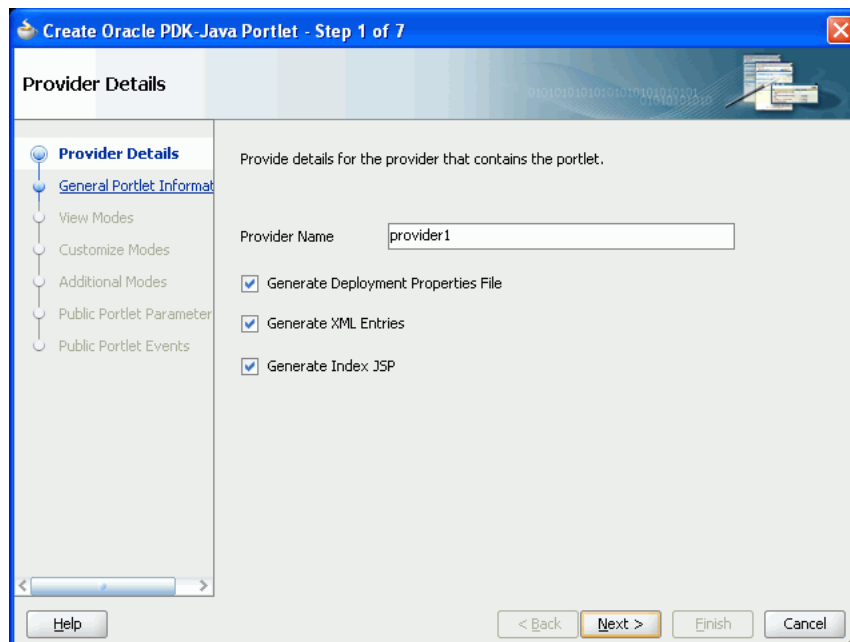 Create Oracle PDK-Java Portlet - Step 1 of 7
Provider Details
010101010101010101010101
01010101010
Provider Details
General Portlet Informat
View Modes
Customize Modes
Additional Modes
Public Portlet Parameter
Public Portlet Events
Provide details for the provider that contains the portlet.
Provider Name provider1
Generate Deployment Properties File
Generate XML Entries
Generate Index JSP
Help < Back Next > Finish Cancel